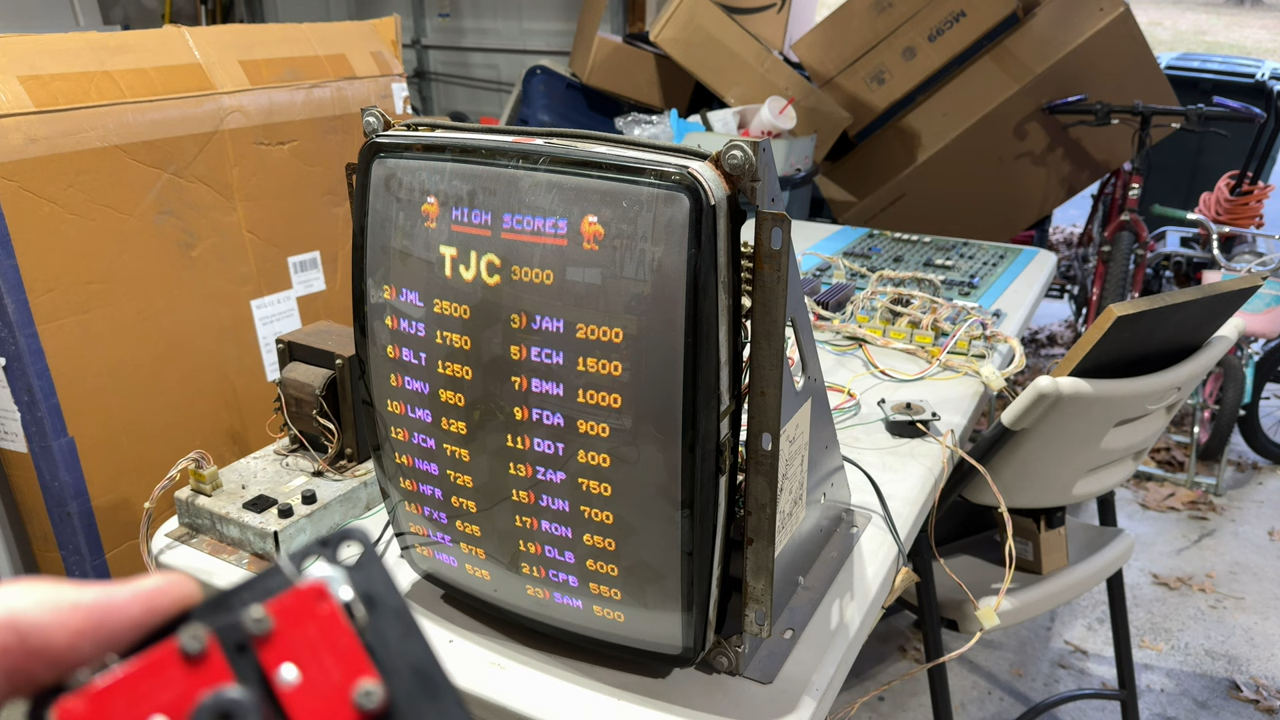 HIGH SCORES
TJC 3000
2) JML 2500
3) JAH 2000
4) MJS 1750
5) ECW 1500
6) BLT 1250
7) BMW 1000
8) DMV 950
9) FDA 900
10) LMG 825
11) DDT 800
12) JCM 775
13) ZAP 750
14) NAB 725
15) JUN 700
16) HFR 675
17) RON 650
18) FXS 625
19) DLB 600
20) LEE 575
21) CPB 550
22) WBD 525
23) SAM 500
MC99